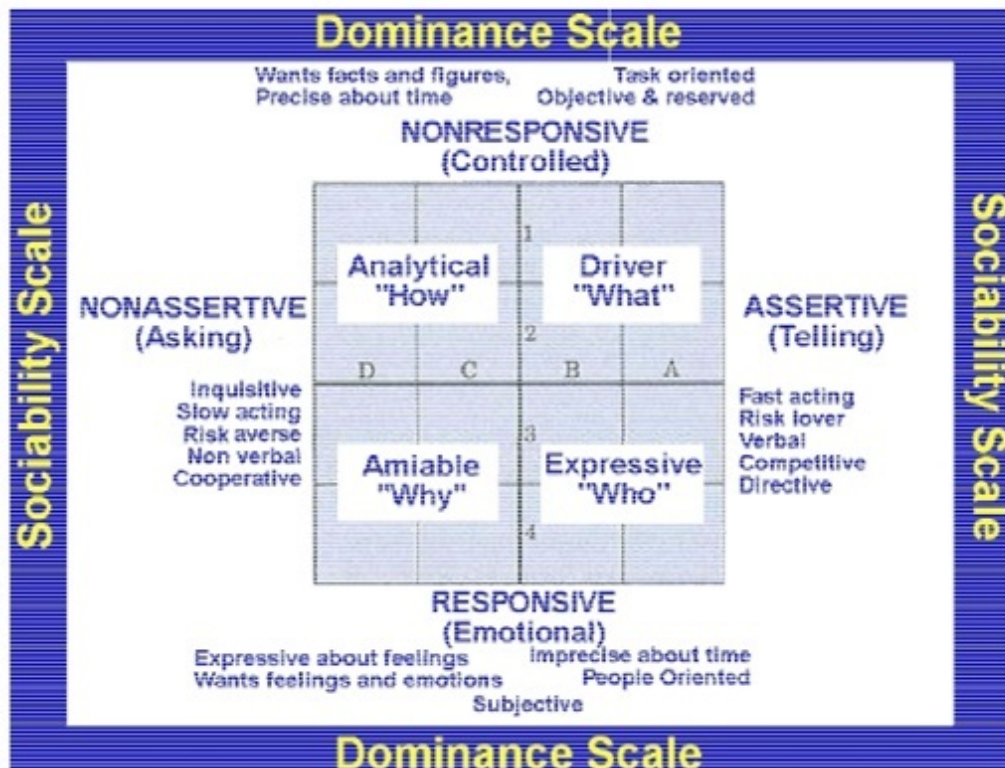 Dominance Scale
Wants facts and figures, Task oriented
Precise about time Objective & reserved
NONRESPONSIVE
(Controlled)
Sociability Scale
Sociability Scale
1
Analytical
"How"
Driver
"What"
NONASSERTIVE
(Asking)
ASSERTIVE
(Telling)
2
D C B A
Inquisitive
Slow acting
Risk averse
Non verbal
Cooperative
Fast acting
Risk lover
Verbal
Competitive
Directive
3
Amiable
"Why"
Expressive
"Who"
4
RESPONSIVE
(Emotional)
Expressive about feelings imprecise about time
Wants feelings and emotions People Oriented
Subjective
Dominance Scale